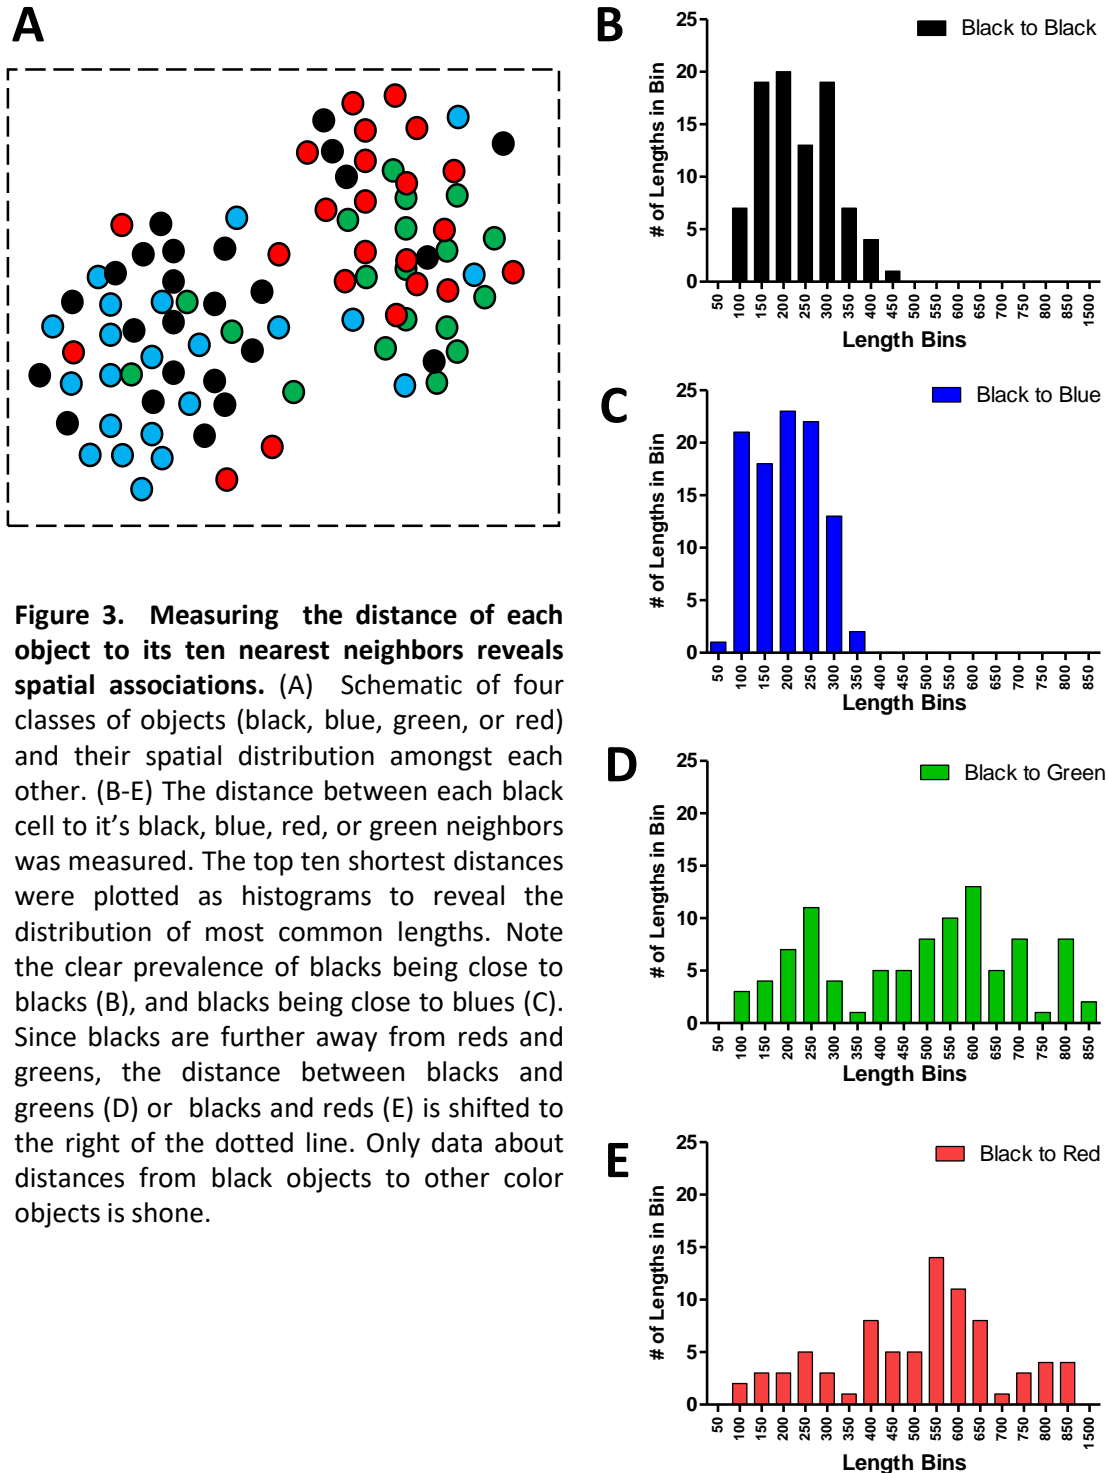 A
Figure 3. Measuring the distance of each
object to its ten nearest neighbors reveals
spatial associations. (A) Schematic of four
classes of objects (black, blue, green, or red)
and their spatial distribution amongst each
other. (B-E) The distance between each black
cell to it's black, blue, red, or green neighbors
was measured. The top ten shortest distances
were plotted as histograms to reveal the
distribution of most common lengths. Note
the clear prevalence of blacks being close to
blacks (B), and blacks being close to blues (C).
Since blacks are further away from reds and
greens, the distance between blacks and
greens (D) or blacks and reds (E) is shifted to
the right of the dotted line. Only data about
distances from black objects to other color
objects is shone.
B
Black to Black
# of Lengths in Bin
25
20
15
10
5
0
50 100 150 200 250 300 350 400 450 500 550 600 650 700 750 800 850 1500
Length Bins
C
Black to Blue
# of Lengths in Bin
25
20
15
10
5
0
50 100 150 200 250 300 350 400 450 500 550 600 650 700 750 800 850
Length Bins
D
Black to Green
# of Lengths in Bin
25
20
15
10
5
0
50 100 150 200 250 300 350 400 450 500 550 600 650 700 750 800 850
Length Bins
E
Black to Red
# of Lengths in Bin
25
20
15
10
5
0
50 100 150 200 250 300 350 400 450 500 550 600 650 700 750 800 850 1500
Length Bins